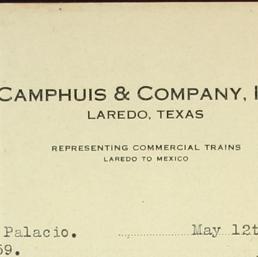 CAMPHUIS & COMPANY,
LAREDO, TEXAS
REPRESENTING COMMERCIAL TRAINS
LAREDO TO MEXICO
Palacio. May 12t
59.